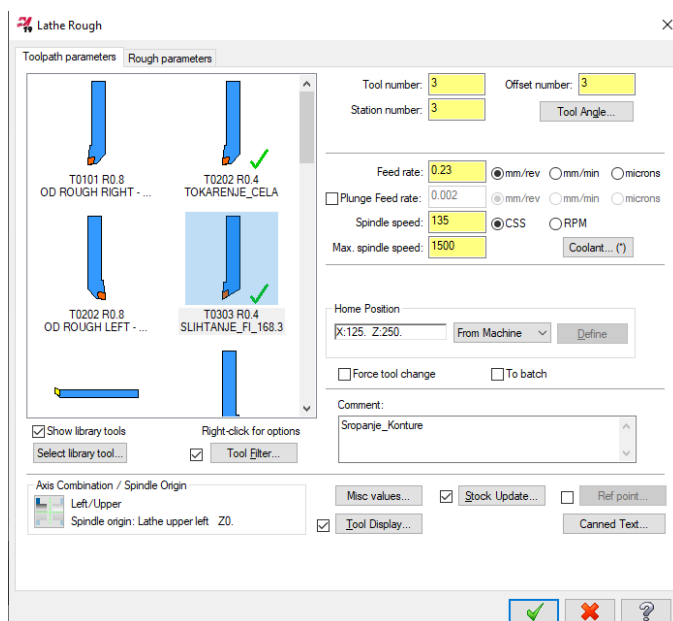 Lathe Rough
Toolpath parameters Rough parameters
T0101 R0.8
OD ROUGH RIGHT - ...
T0202 R0.4
TOKARENJE_CELA
T0202 R0.8
OD ROUGH LEFT - ...
T0303 R0.4
SLIHTANJE_FI_168.3
Show library tools
Right-click for options
Select library tool...
Tool Filter...
Tool number: 3 Offset number: 3
Station number: 3 Tool Angle...
Feed rate: 0.23 mm/rev mm/min microns
Plunge Feed rate: 0.002 mm/rev mm/min microns
Spindle speed: 135 CSS RPM
Max. spindle speed: 1500 Coolant... (*)
Home Position
X:125. Z:250. From Machine Define
Force tool change To batch
Comment:
Sropanje_Konture
Axis Combination / Spindle Origin
Left/Upper
Spindle origin: Lathe upper left Z0.
Misc values... Stock Update... Ref point...
Tool Display... Canned Text...